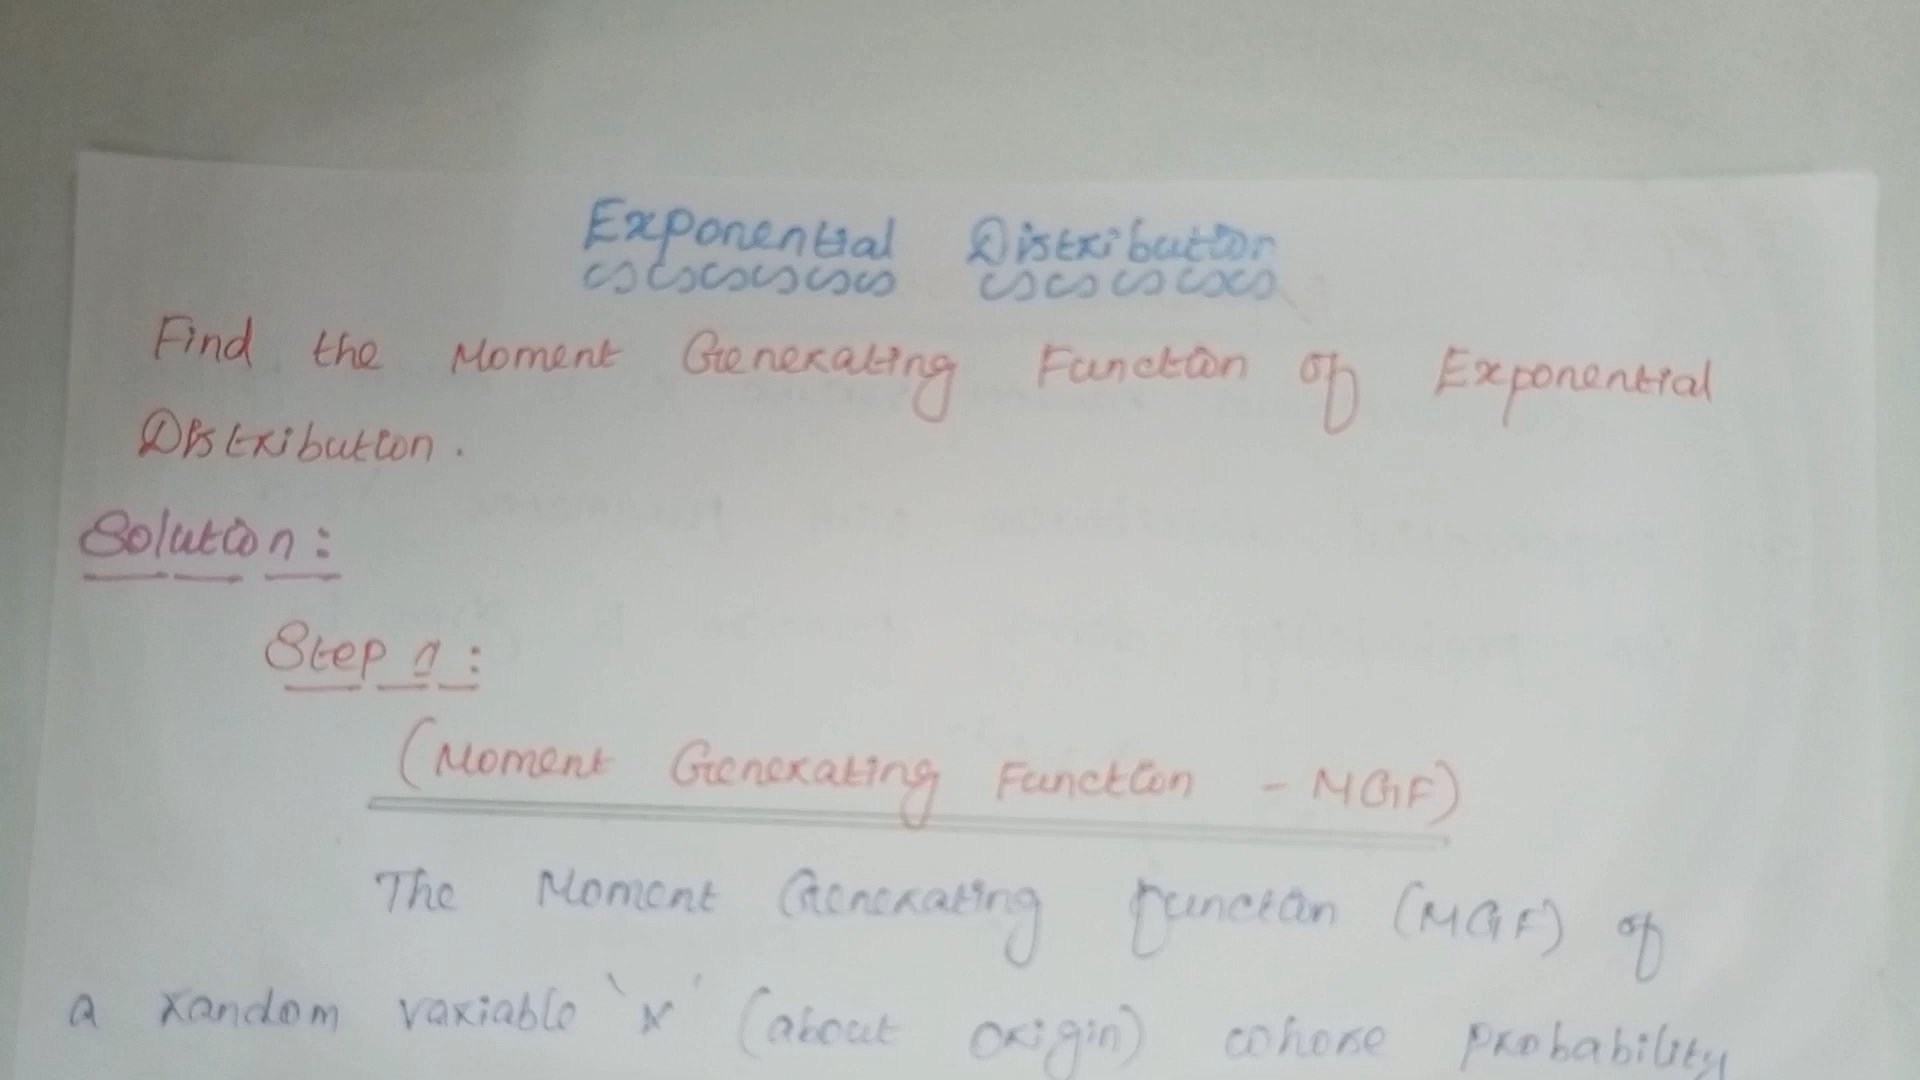 Exponential Distribution
Find the Moment Generating Function of Exponential
Distribution.
Solution:
Step 1:
(Moment Generating Function - MGF)
The Moment Generating function (MGF) of
a random variable 'x' (about origin) whose probability